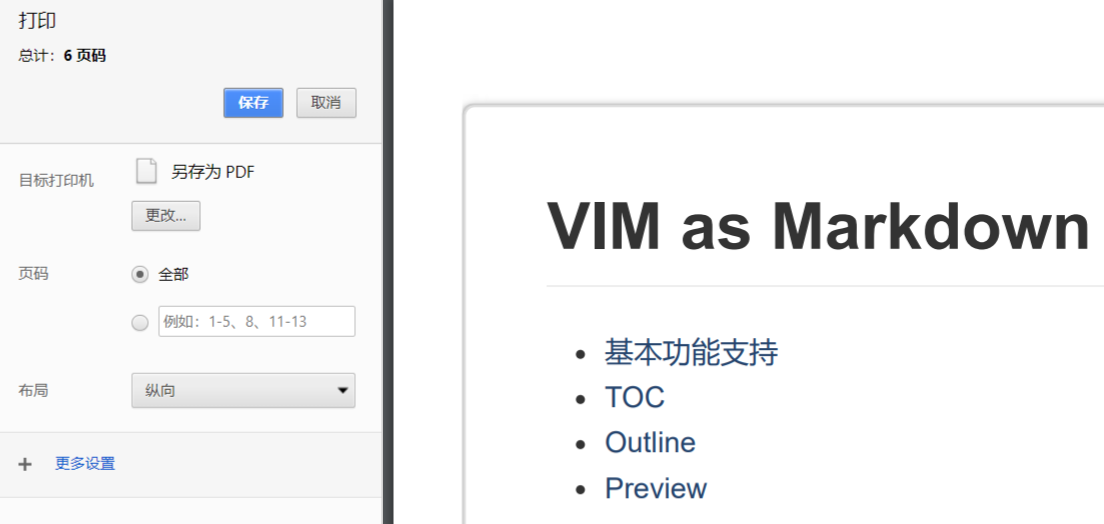 打印
总计：6 页码
保存 取消
目标打印机 另存为 PDF
更改...
页码 全部
例如：1-5、8、11-13
布局 纵向
+ 更多设置
VIM as Markdown
• 基本功能支持
• TOC
• Outline
• Preview